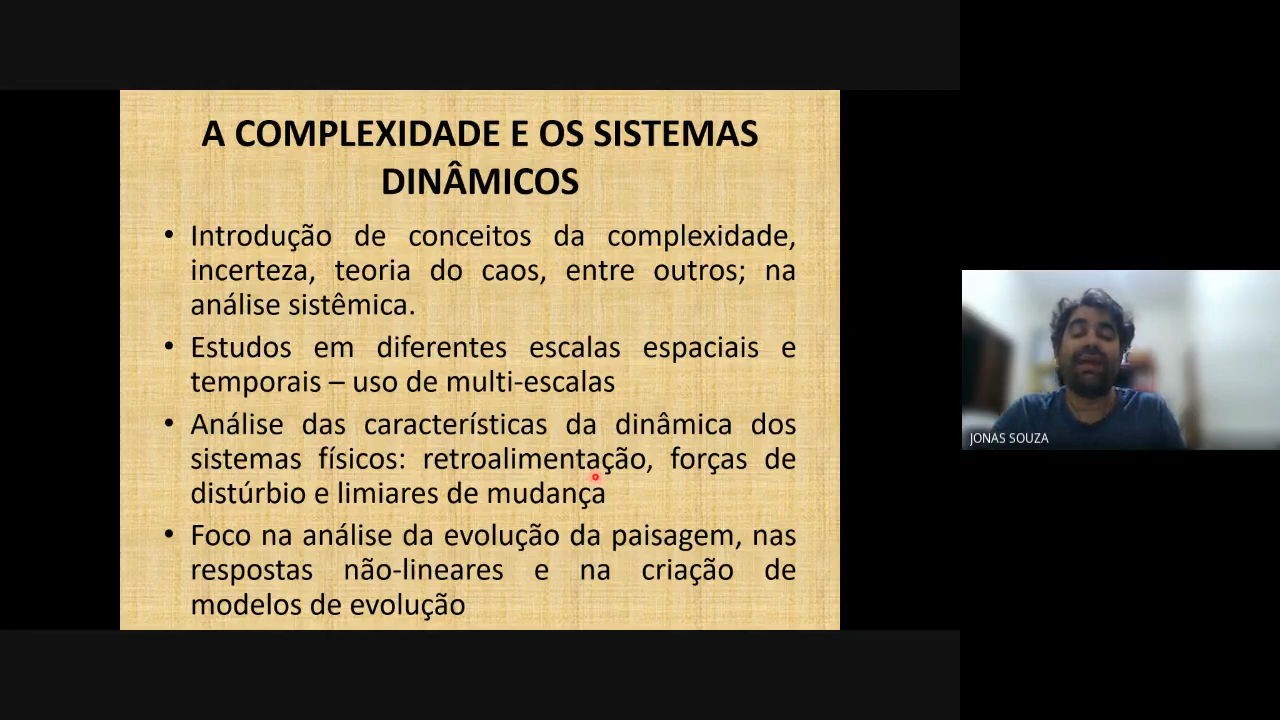 A COMPLEXIDADE E OS SISTEMAS
DINÂMICOS
• Introdução de conceitos da complexidade,
incerteza, teoria do caos, entre outros; na
análise sistêmica.
• Estudos em diferentes escalas espaciais e
temporais – uso de multi-escalas
• Análise das características da dinâmica dos
sistemas físicos: retroalimentação, forças de
distúrbio e limiares de mudança
• Foco na análise da evolução da paisagem, nas
respostas não-lineares e na criação de
modelos de evolução
JONAS SOUZA